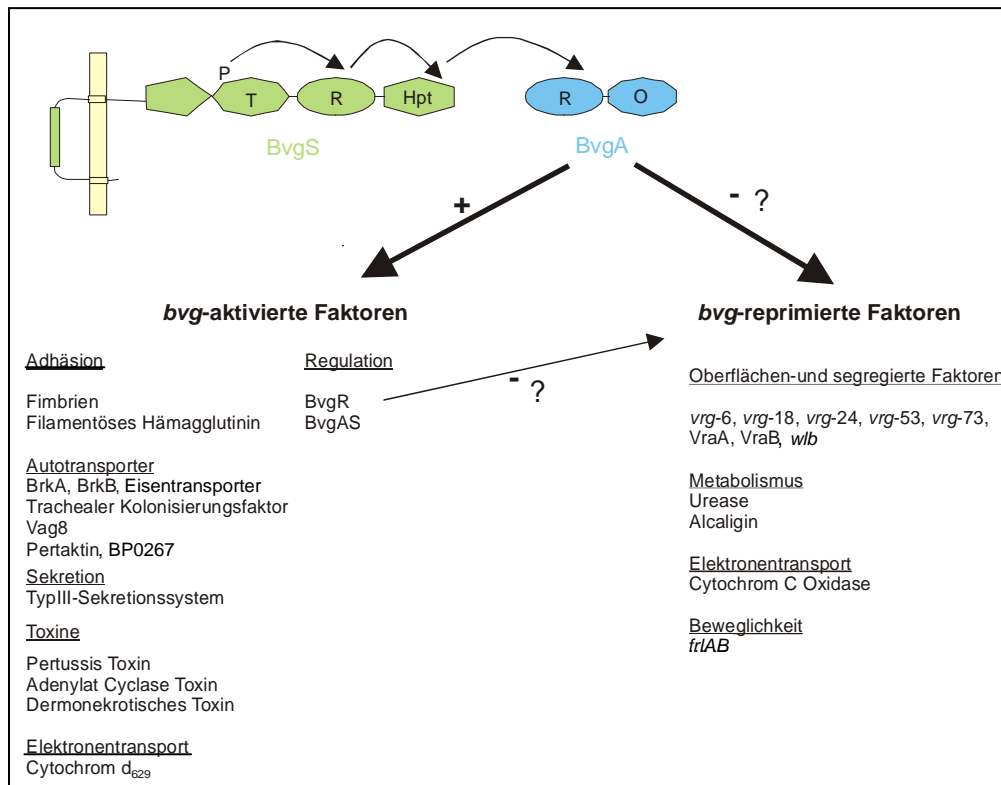 P
T
R
Hpt
R
O
BvgS
BvgA
+
- ?
bvg-aktivierte Faktoren
bvg-reprimierte Faktoren
Adhäsion
Fimbrien
Filamentöses Hämagglutinin
Autotransporter
BrkA, BrkB, Eisentransporter
Trachealer Kolonisierungsfaktor
Vag8
Pertaktin, BP0267
Sekretion
TypIII-Sekretionssystem
Toxine
Pertussis Toxin
Adenylat Cyclase Toxin
Dermonekrotisches Toxin
Elektronentransport
Cytochrom d629
Regulation
BvgR
BvgAS
- ?
Oberflächen-und segregierte Faktoren
vrg-6, vrg-18, vrg-24, vrg-53, vrg-73,
VraA, VraB, wlb
Metabolismus
Urease
Alcaligin
Elektronentransport
Cytochrom C Oxidase
Beweglichkeit
frlAB